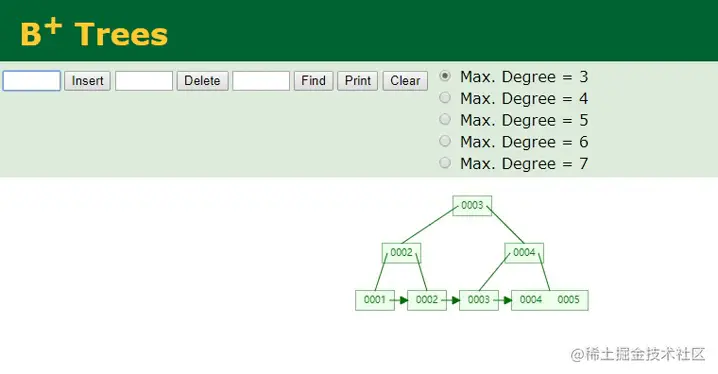 B+ Trees
Insert Delete Find Print Clear
Max. Degree = 3
Max. Degree = 4
Max. Degree = 5
Max. Degree = 6
Max. Degree = 7
0003
0002 0004
0001 0002 0003 0004 0005
@稀土掘金技术社区